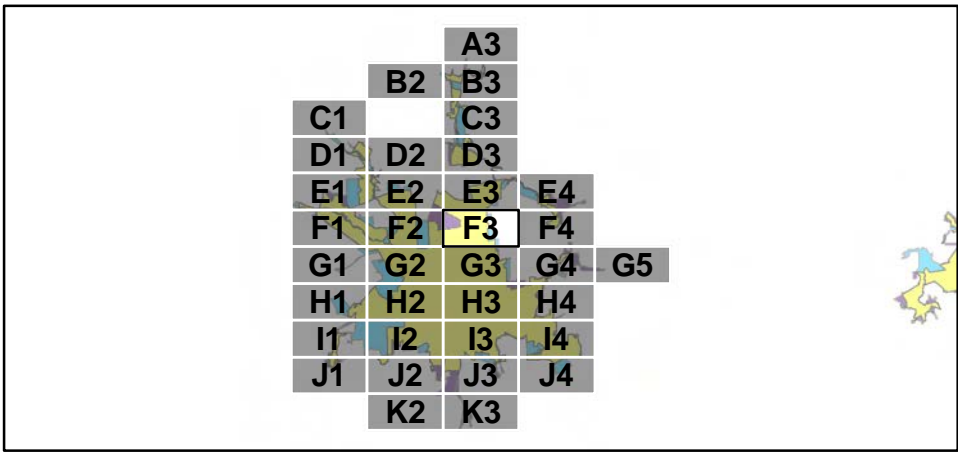 A3
B2 B3
C1 C3
D1 D2 D3
E1 E2 E3 E4
F1 F2 F3 F4
G1 G2 G3 G4 G5
H1 H2 H3 H4
I1 I2 I3 I4
J1 J2 J3 J4
K2 K3